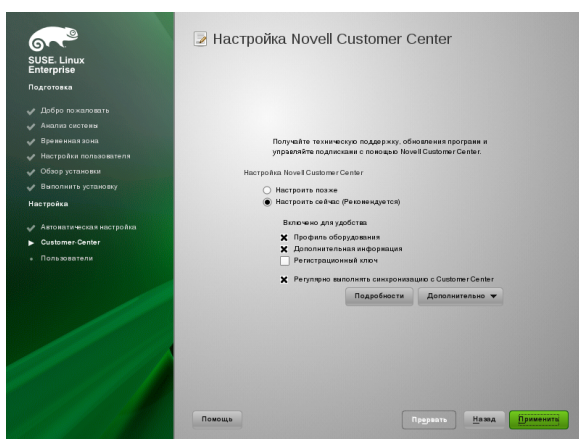 SUSE. Linux
Enterprise
Подготовка
Добро пожаловать
Анализ системы
Временная зона
Настройки пользователя
Обзор установки
Выполнить установку
Настройка
Автоматическая настройка
Customer Center
Пользователи
Настройка Novell Customer Center
Получайте техническую поддержку, обновления программ и
управляйте подписками с помощью Novell Customer Center.
Настройка Novell Customer Center
Настроить позже
Настроить сейчас (Рекомендуется)
Включено для удобства
Профиль оборудования
Дополнительная информация
Регистрационный ключ
Регулярно выполнять синхронизацию с Customer Center
Подробности
Дополнительно
Помощь
Прервать
Назад
Применить